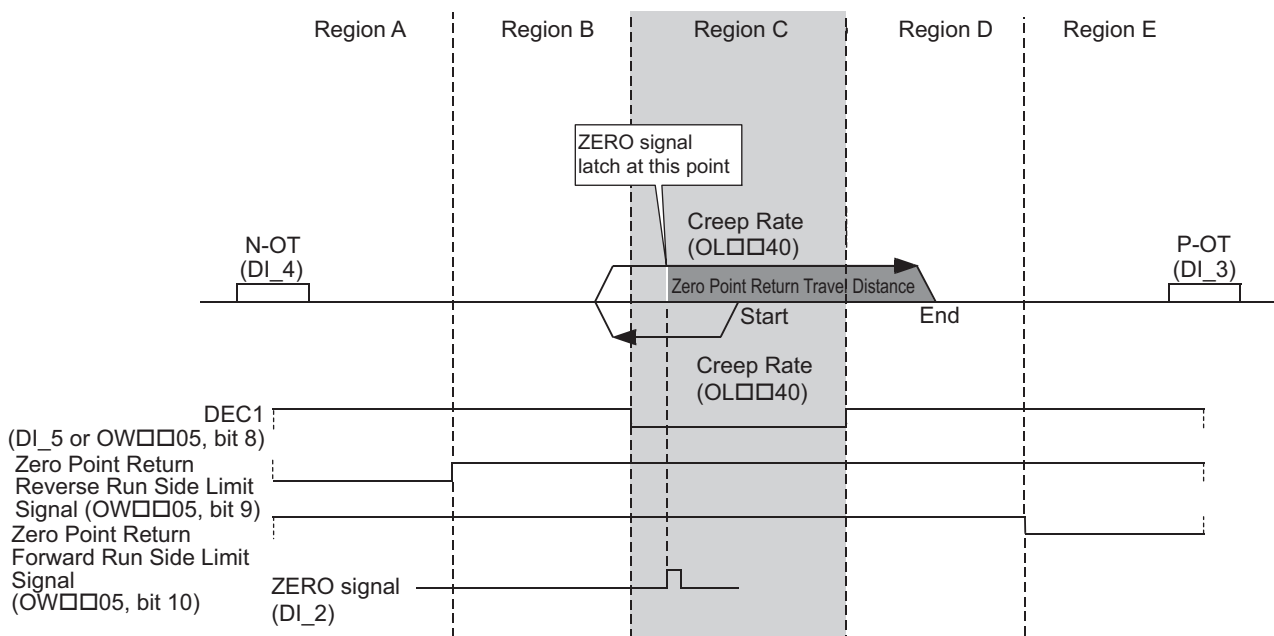 Region A
Region B
Region C
Region D
Region E
ZERO signal
latch at this point
Creep Rate
(OL□□40)
N-OT
(DI_4)
P-OT
(DI_3)
Zero Point Return Travel Distance
Start
End
Creep Rate
(OL□□40)
DEC1
(DI_5 or OW□□05, bit 8)
Zero Point Return
Reverse Run Side Limit
Signal (OW□□05, bit 9)
Zero Point Return
Forward Run Side Limit
Signal
(OW□□05, bit 10)
ZERO signal
(DI_2)